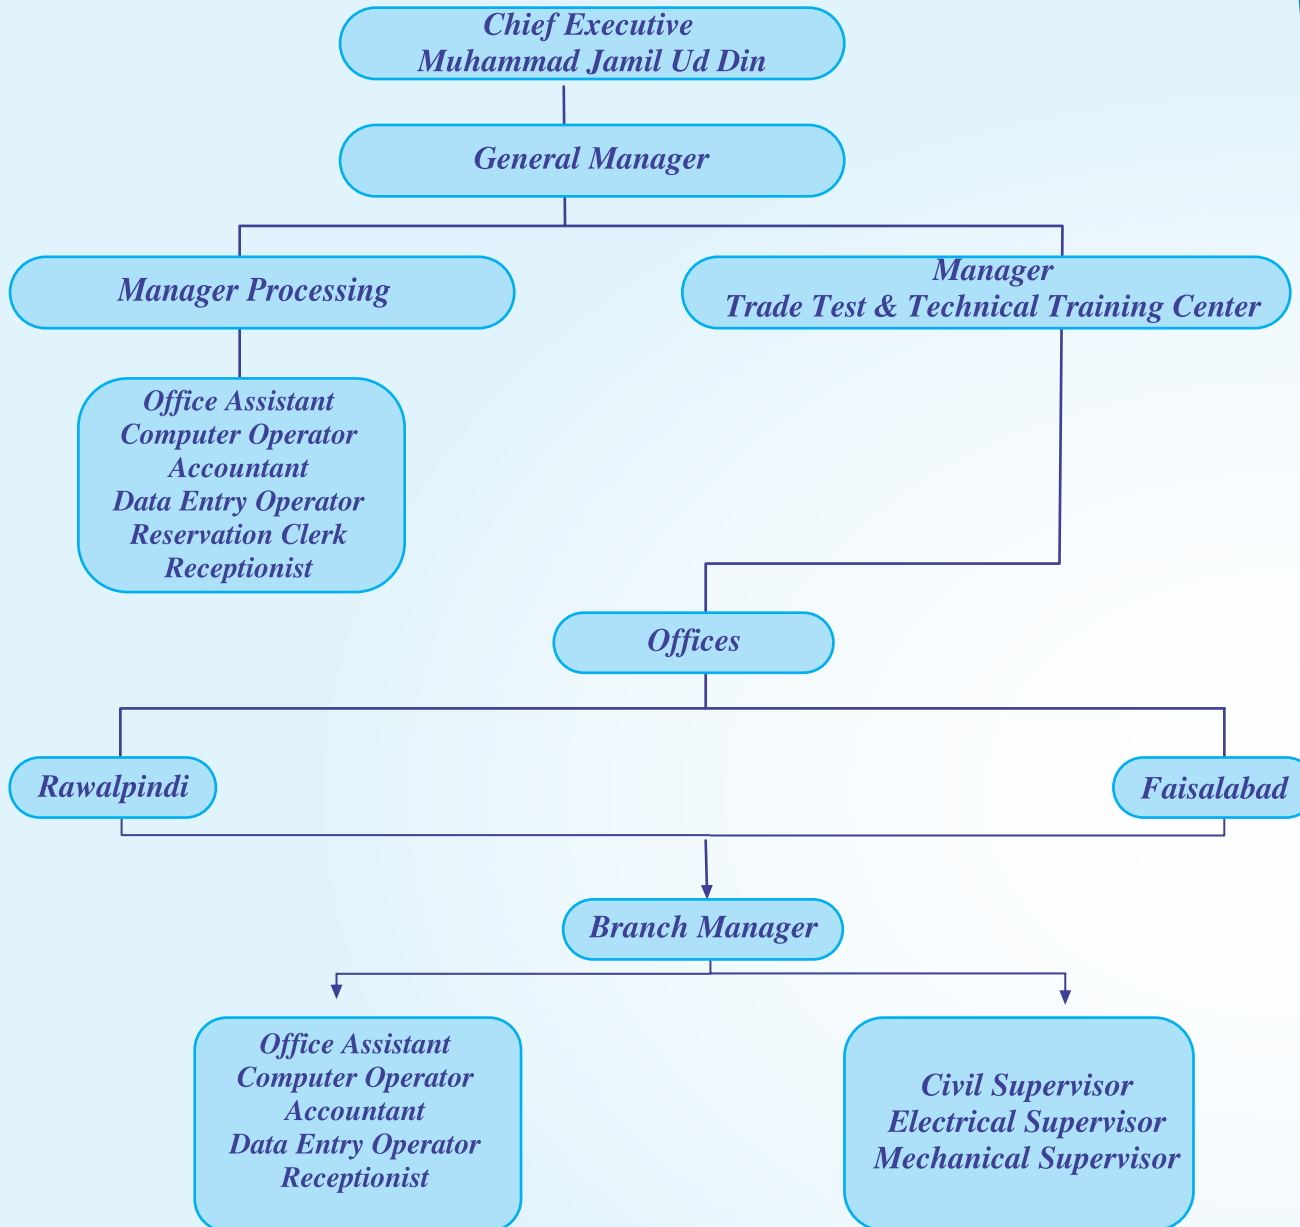 Chief Executive
Muhammad Jamil Ud Din
General Manager
Manager Processing
Manager
Trade Test & Technical Training Center
Office Assistant
Computer Operator
Accountant
Data Entry Operator
Reservation Clerk
Receptionist
Offices
Rawalpindi
Faisalabad
Branch Manager
Office Assistant
Computer Operator
Accountant
Data Entry Operator
Receptionist
Civil Supervisor
Electrical Supervisor
Mechanical Supervisor